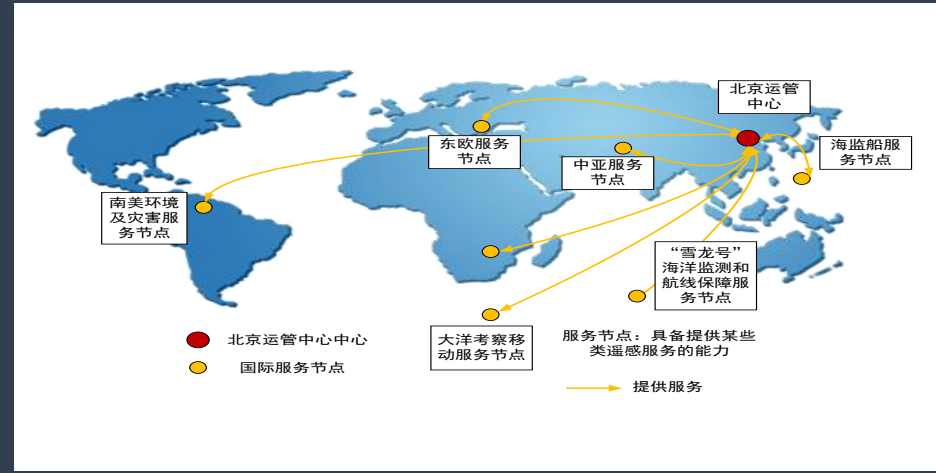 北京运管
中心
东欧服务
节点
中亚服务
节点
海监船服
务节点
南美环境
及灾害服
务节点
“雪龙号”
海洋监测和
航线保障服
务节点
大洋考察移
动服务节点
北京运管中心中心
国际服务节点
服务节点：具备提供某些
类遥感服务的能力
提供服务